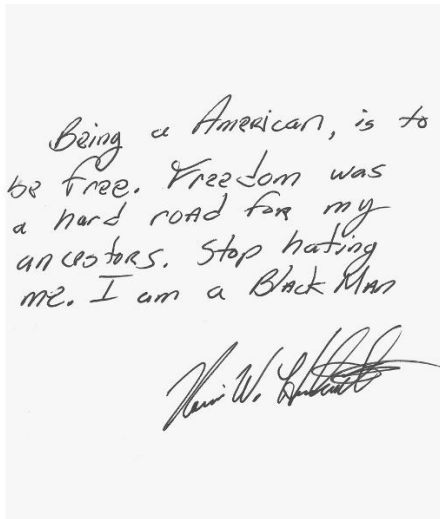 Being a American, is to
be free. Freedom was
a hard road for my
ancestors. Stop hating
me. I am a Black Man
W.